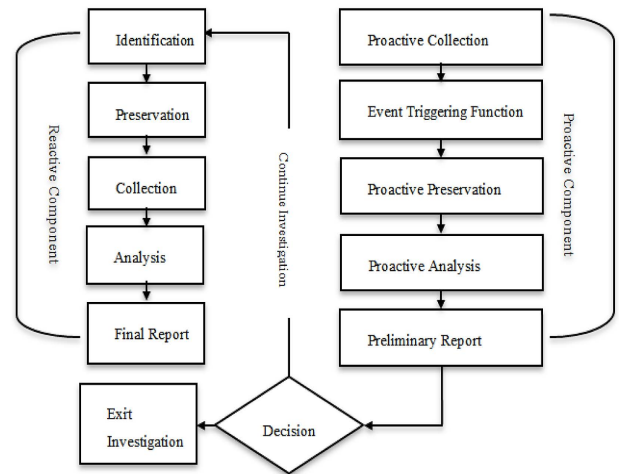 Identification
Preservation
Collection
Analysis
Final Report
Reactive Component
Continue Investigation
Proactive Collection
Event Triggering Function
Proactive Preservation
Proactive Analysis
Preliminary Report
Proactive Component
Decision
Exit
Investigation